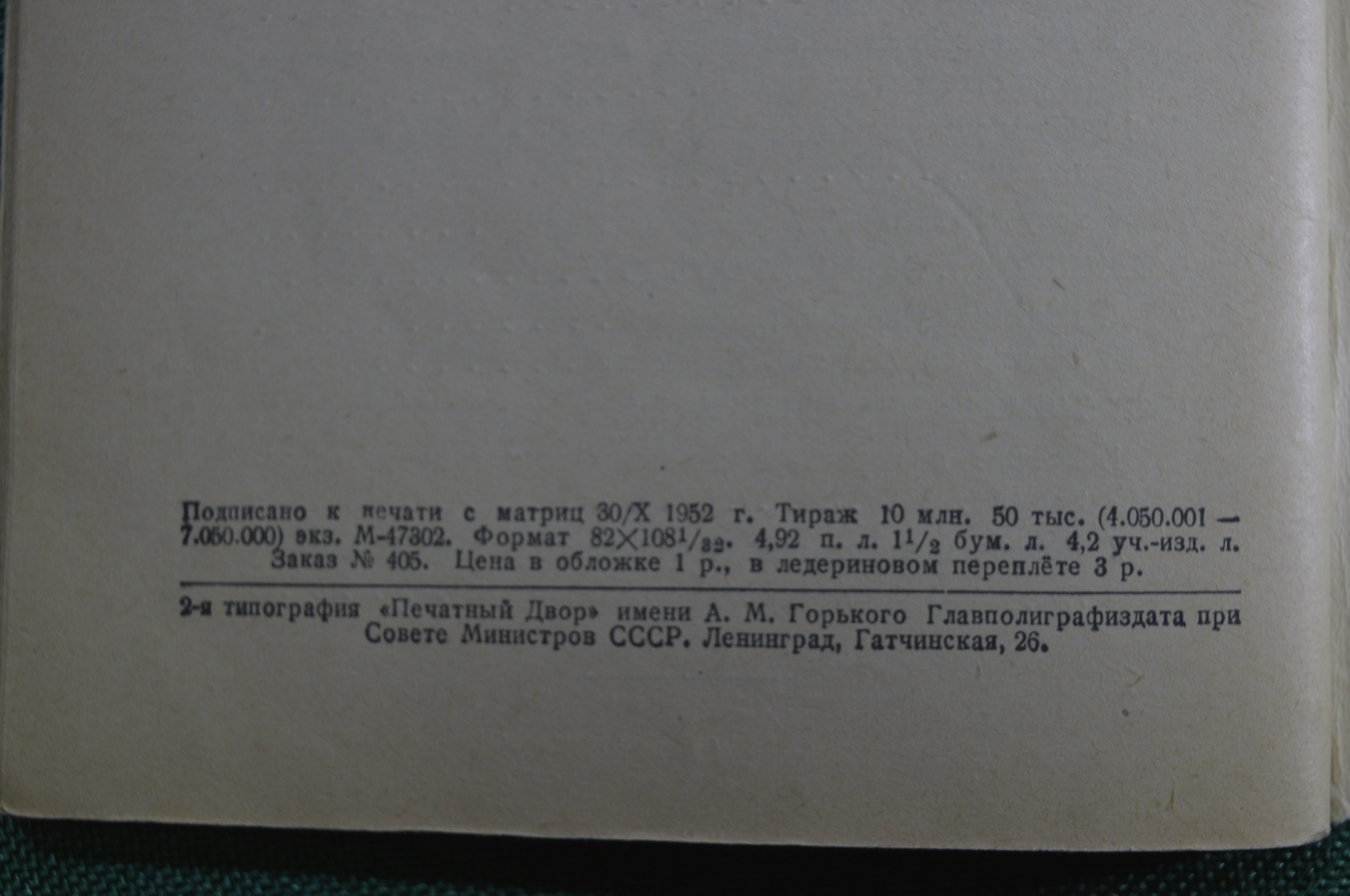 Подписано к печати с матриц 30/X 1952 г. Тираж 10 млн. 50 тыс. (4.050.001 —
7.050.000) экз. М-47302. Формат 82×108¹/₃₂. 4,92 п. л. 1¹/₂ бум. л. 4,2 уч.-изд. л.
Заказ № 405. Цена в обложке 1 р., в ледериновом переплёте 3 р.
2-я типография «Печатный Двор» имени А. М. Горького Главполиграфиздата при
Совете Министров СССР. Ленинград, Гатчинская, 26.